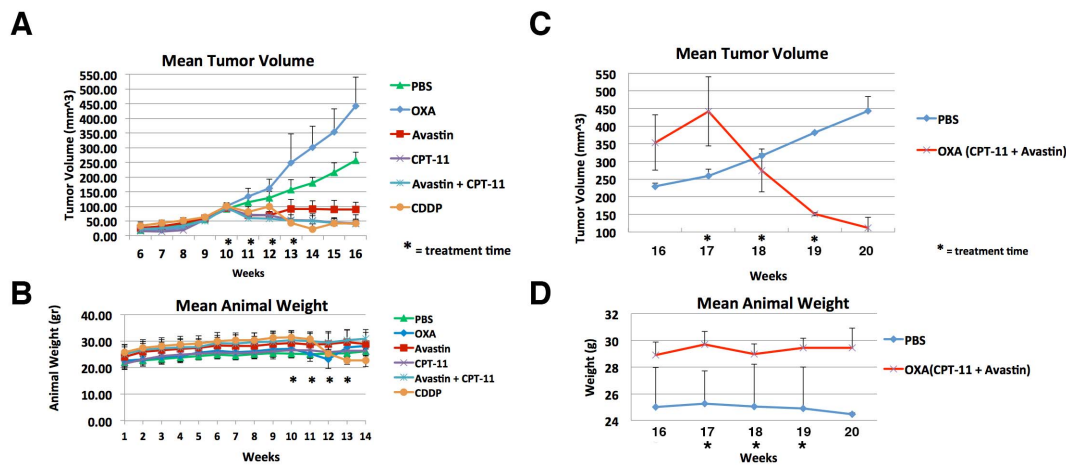 A
Mean Tumor Volume
Tumor Volume (mm^3)
550.00
500.00
450.00
400.00
350.00
300.00
250.00
200.00
150.00
100.00
50.00
0.00
6 7 8 9 10 11 12 13 14 15 16
* * * *
Weeks
PBS
OXA
Avastin
CPT-11
Avastin + CPT-11
CDDP
* = treatment time
B
Mean Animal Weight
Animal Weight (gr)
40.00
30.00
20.00
10.00
0.00
* * * *
1 2 3 4 5 6 7 8 9 10 11 12 13 14
Weeks
PBS
OXA
Avastin
CPT-11
Avastin + CPT-11
CDDP
C
Mean Tumor Volume
Tumor Volume (mm^3)
550
500
450
400
350
300
250
200
150
100
* * *
16 17 18 19 20
Weeks
PBS
OXA (CPT-11 + Avastin)
* = treatment time
D
Mean Animal Weight
Weight (g)
32
30
28
26
24
16 17 18 19 20
* * *
Weeks
PBS
OXA(CPT-11 + Avastin)